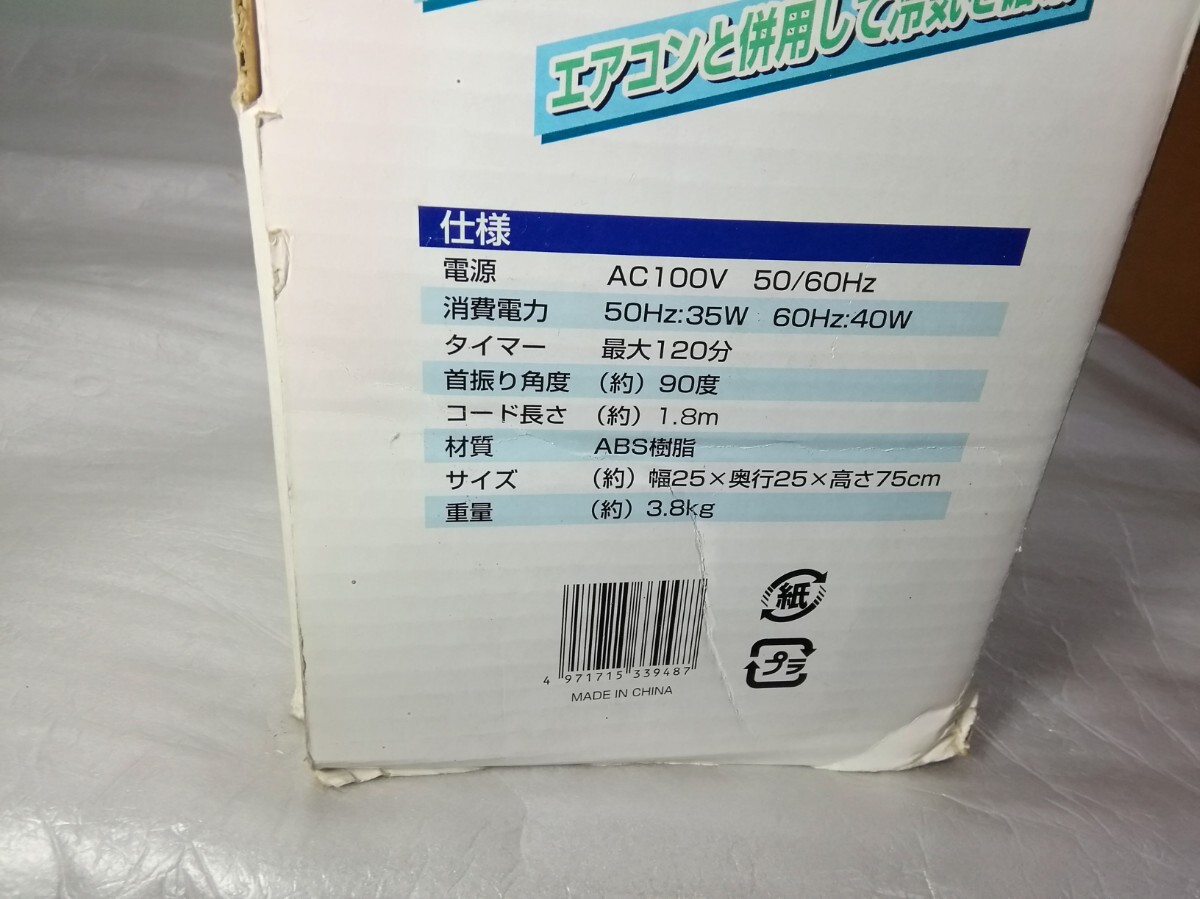 エアコンと併用して冷気を
仕様
電源 AC100V 50/60Hz
消費電力 50Hz:35W 60Hz:40W
タイマー 最大120分
首振り角度 （約）90度
コード長さ （約）1.8m
材質 ABS樹脂
サイズ （約）幅25×奥行25×高さ75cm
重量 （約）3.8kg
紙
プラ
4 971715 339487
MADE IN CHINA